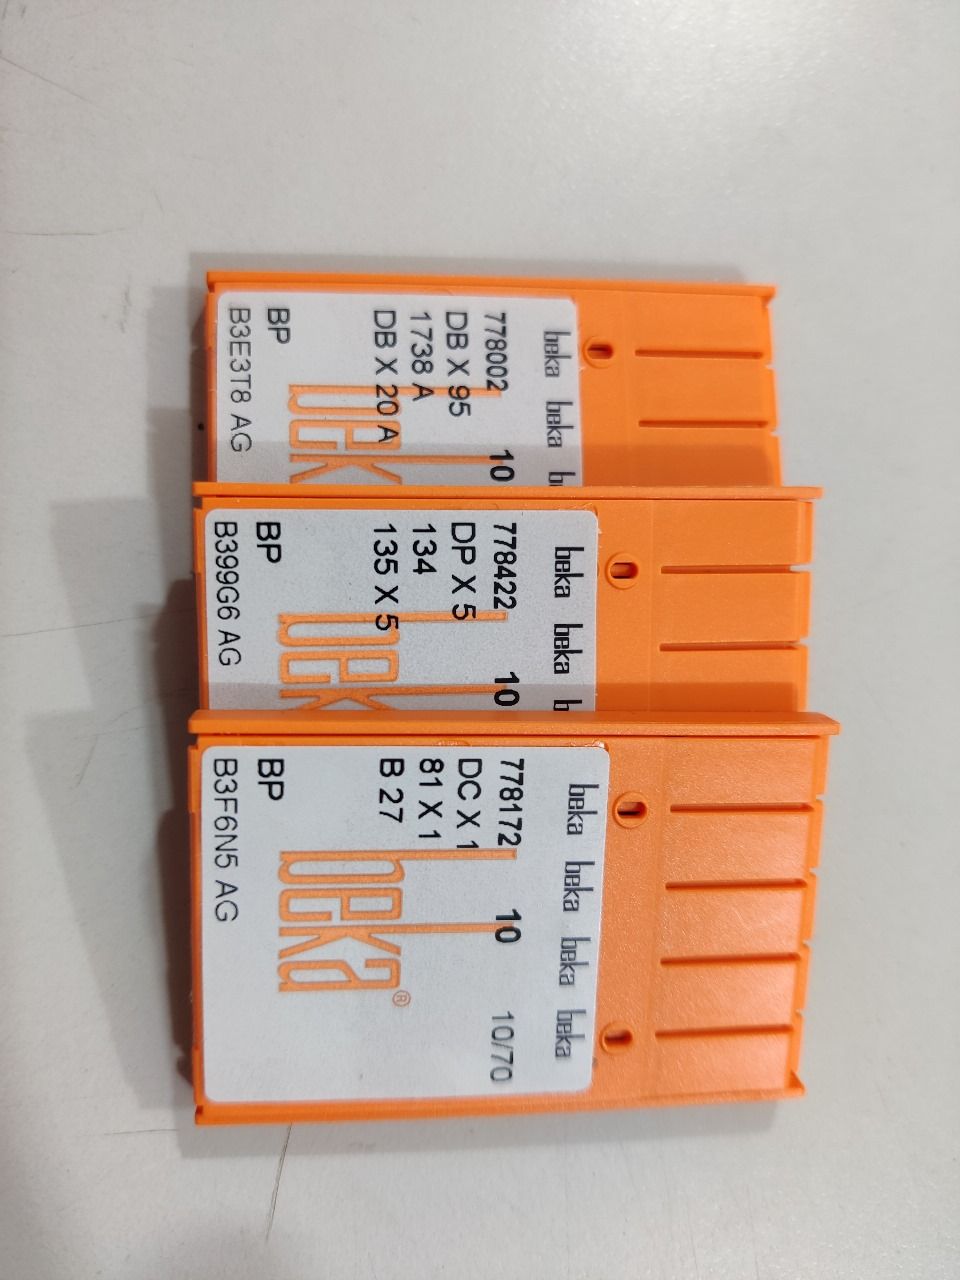 beka beka
778002 10
DB X 95
1738 A
DB X 20 A
BP
B3E3T8 AG
beka beka
778422 10
DP X 5
134
135 X 5
BP
B399G6 AG
beka beka beka beka
778172 10 10/70
DC X 1
81 X 1
B 27
beka®
BP
B3F6N5 AG